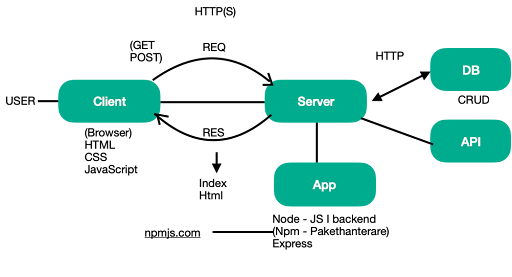 HTTP(S)
(GET
POST)
REQ
HTTP
DB
CRUD
USER
Client
Server
API
RES
(Browser)
HTML
CSS
JavaScript
Index
Html
App
npmjs.com
Node - JS I backend
(Npm - Pakethanterare)
Express